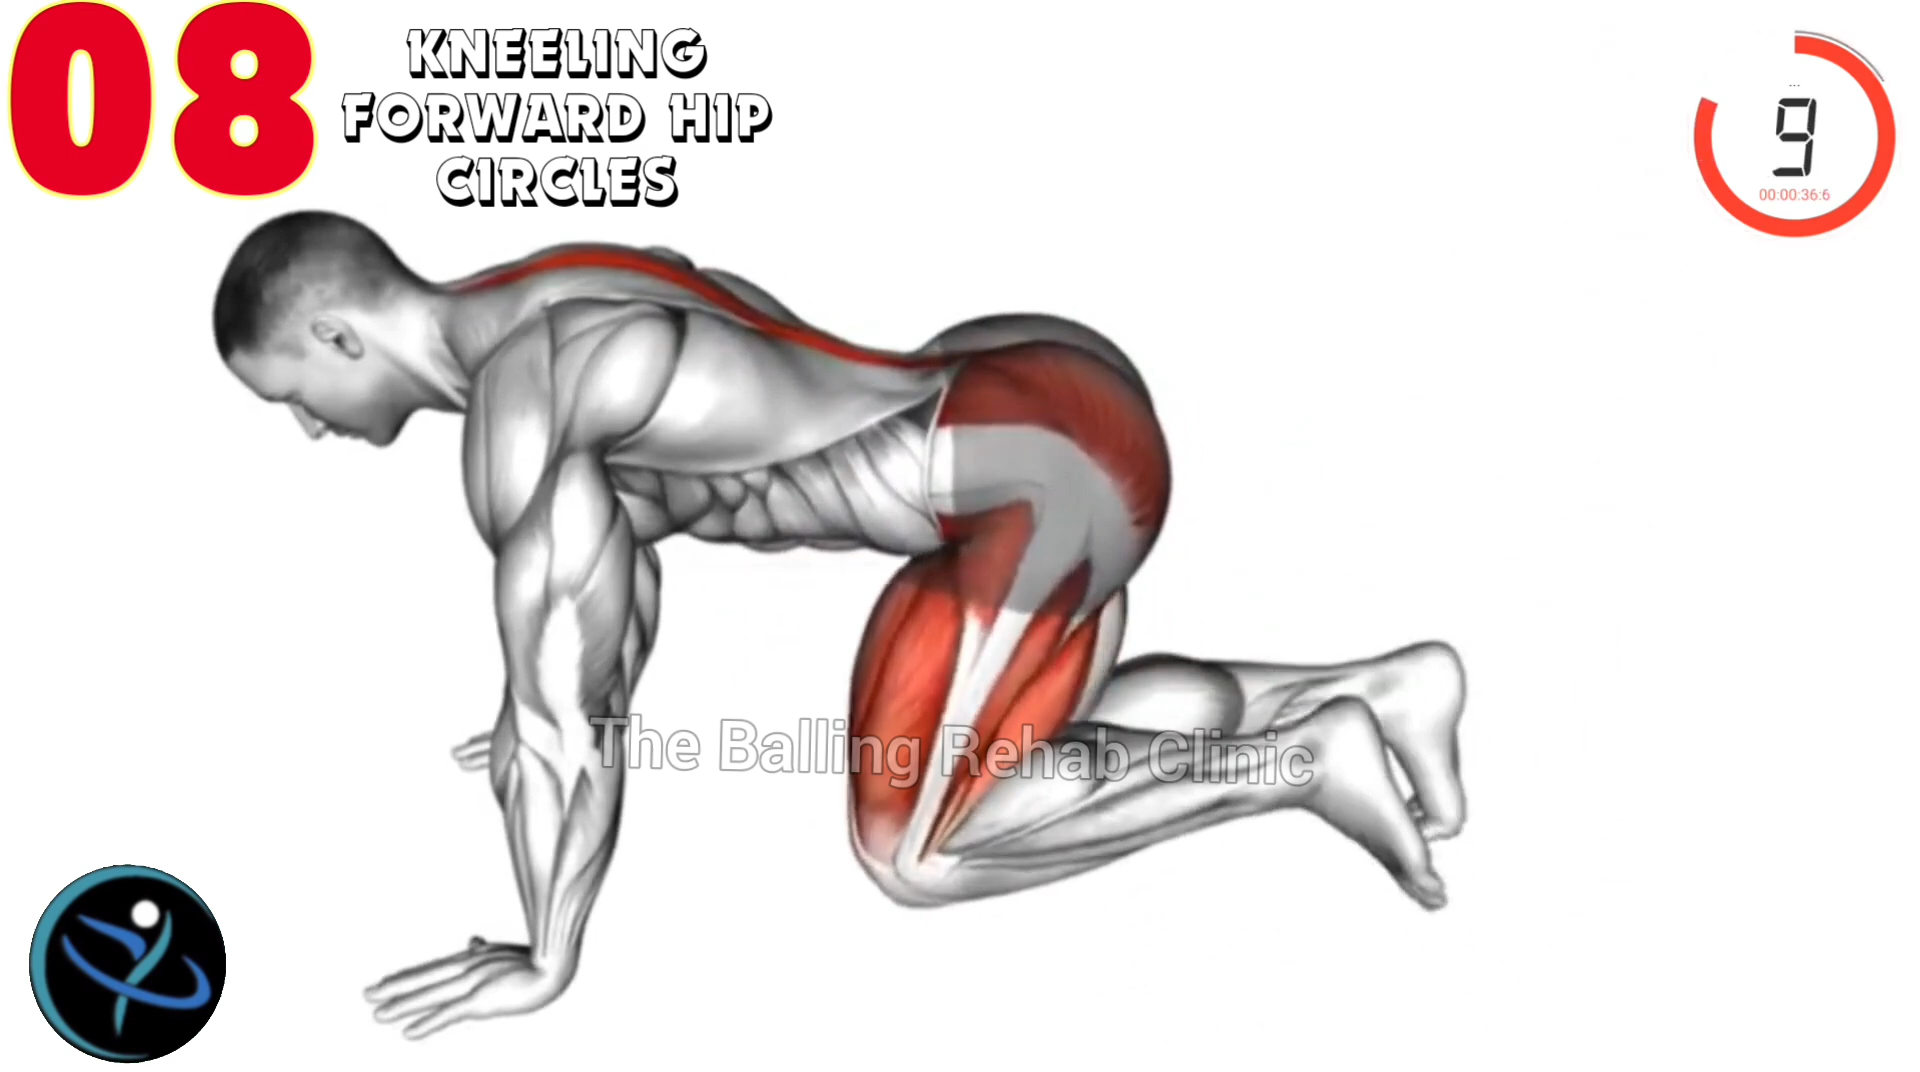 08
KNEELING
FORWARD HIP
CIRCLES
...
9
00:00:36:6
The Balling Rehab Clinic